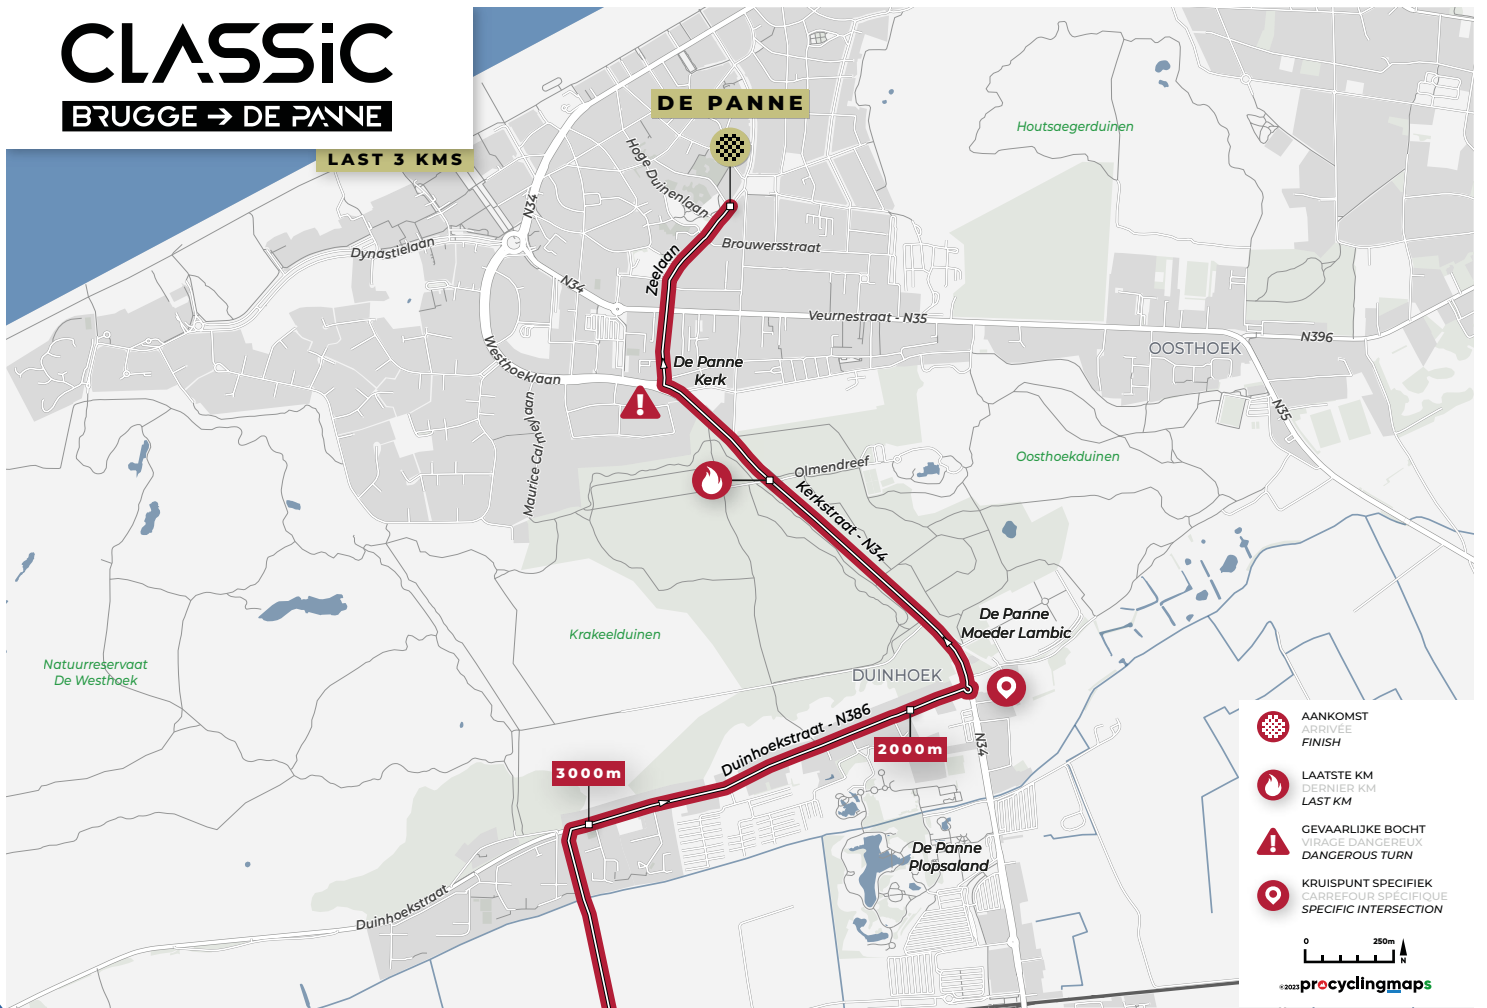 CLASSiC
BRUGGE → DE PANNE
LAST 3 KMS
DE PANNE
Hoge Duinenlaan
Houtsaegerduinen
N34
Dynastielaan
Zeelaan
Brouwersstraat
N34
Veurnestraat - N35
N396
OOSTHOEK
Westhoeklaan
De Panne
Kerk
N35
Maurice Calmeylaan
Olmendreef
Oosthoekduinen
Kerkstraat - N34
De Panne
Moeder Lambic
Krakeelduinen
Natuurreservaat
De Westhoek
DUINHOEK
Duinhoekstraat - N386
N34
2000m
3000m
De Panne
Plopsaland
Duinhoekstraat
AANKOMST
ARRIVÉE
FINISH
LAATSTE KM
DERNIER KM
LAST KM
GEVAARLIJKE BOCHT
VIRAGE DANGEREUX
DANGEROUS TURN
KRUISPUNT SPECIFIEK
CARREFOUR SPÉCIFIQUE
SPECIFIC INTERSECTION
0 250m
N
©2023 procyclingmaps